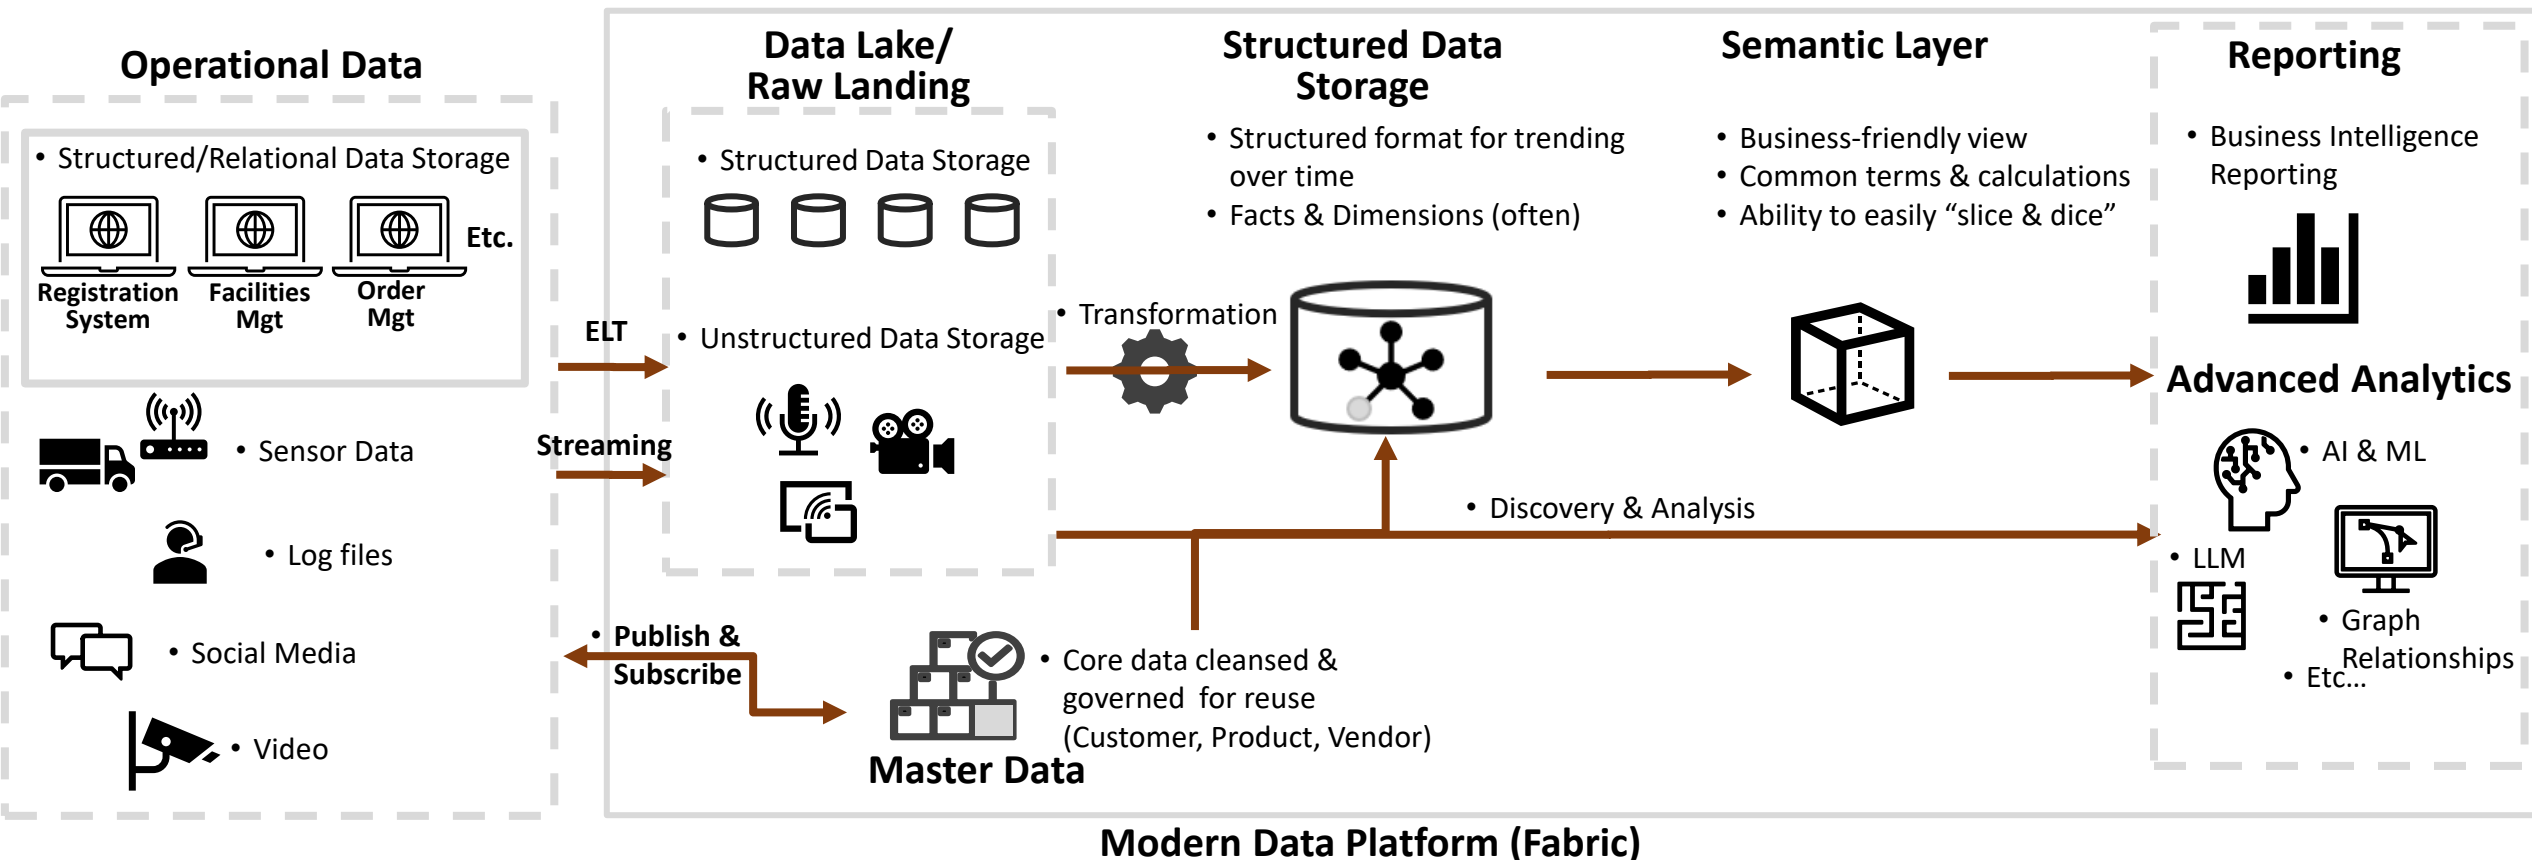 Operational Data
• Structured/Relational Data Storage
Etc.
Registration
System
Facilities
Mgt
Order
Mgt
• Sensor Data
• Log files
• Social Media
• Video
ELT
Streaming
• Publish &
Subscribe
Data Lake/
Raw Landing
• Structured Data Storage
• Unstructured Data Storage
• Transformation
Structured Data
Storage
• Structured format for trending
over time
• Facts & Dimensions (often)
Semantic Layer
• Business-friendly view
• Common terms & calculations
• Ability to easily “slice & dice”
• Discovery & Analysis
• Core data cleansed &
governed for reuse
(Customer, Product, Vendor)
Master Data
Reporting
• Business Intelligence
Reporting
Advanced Analytics
• AI & ML
• LLM
• Graph
Relationships
• Etc...
Modern Data Platform (Fabric)